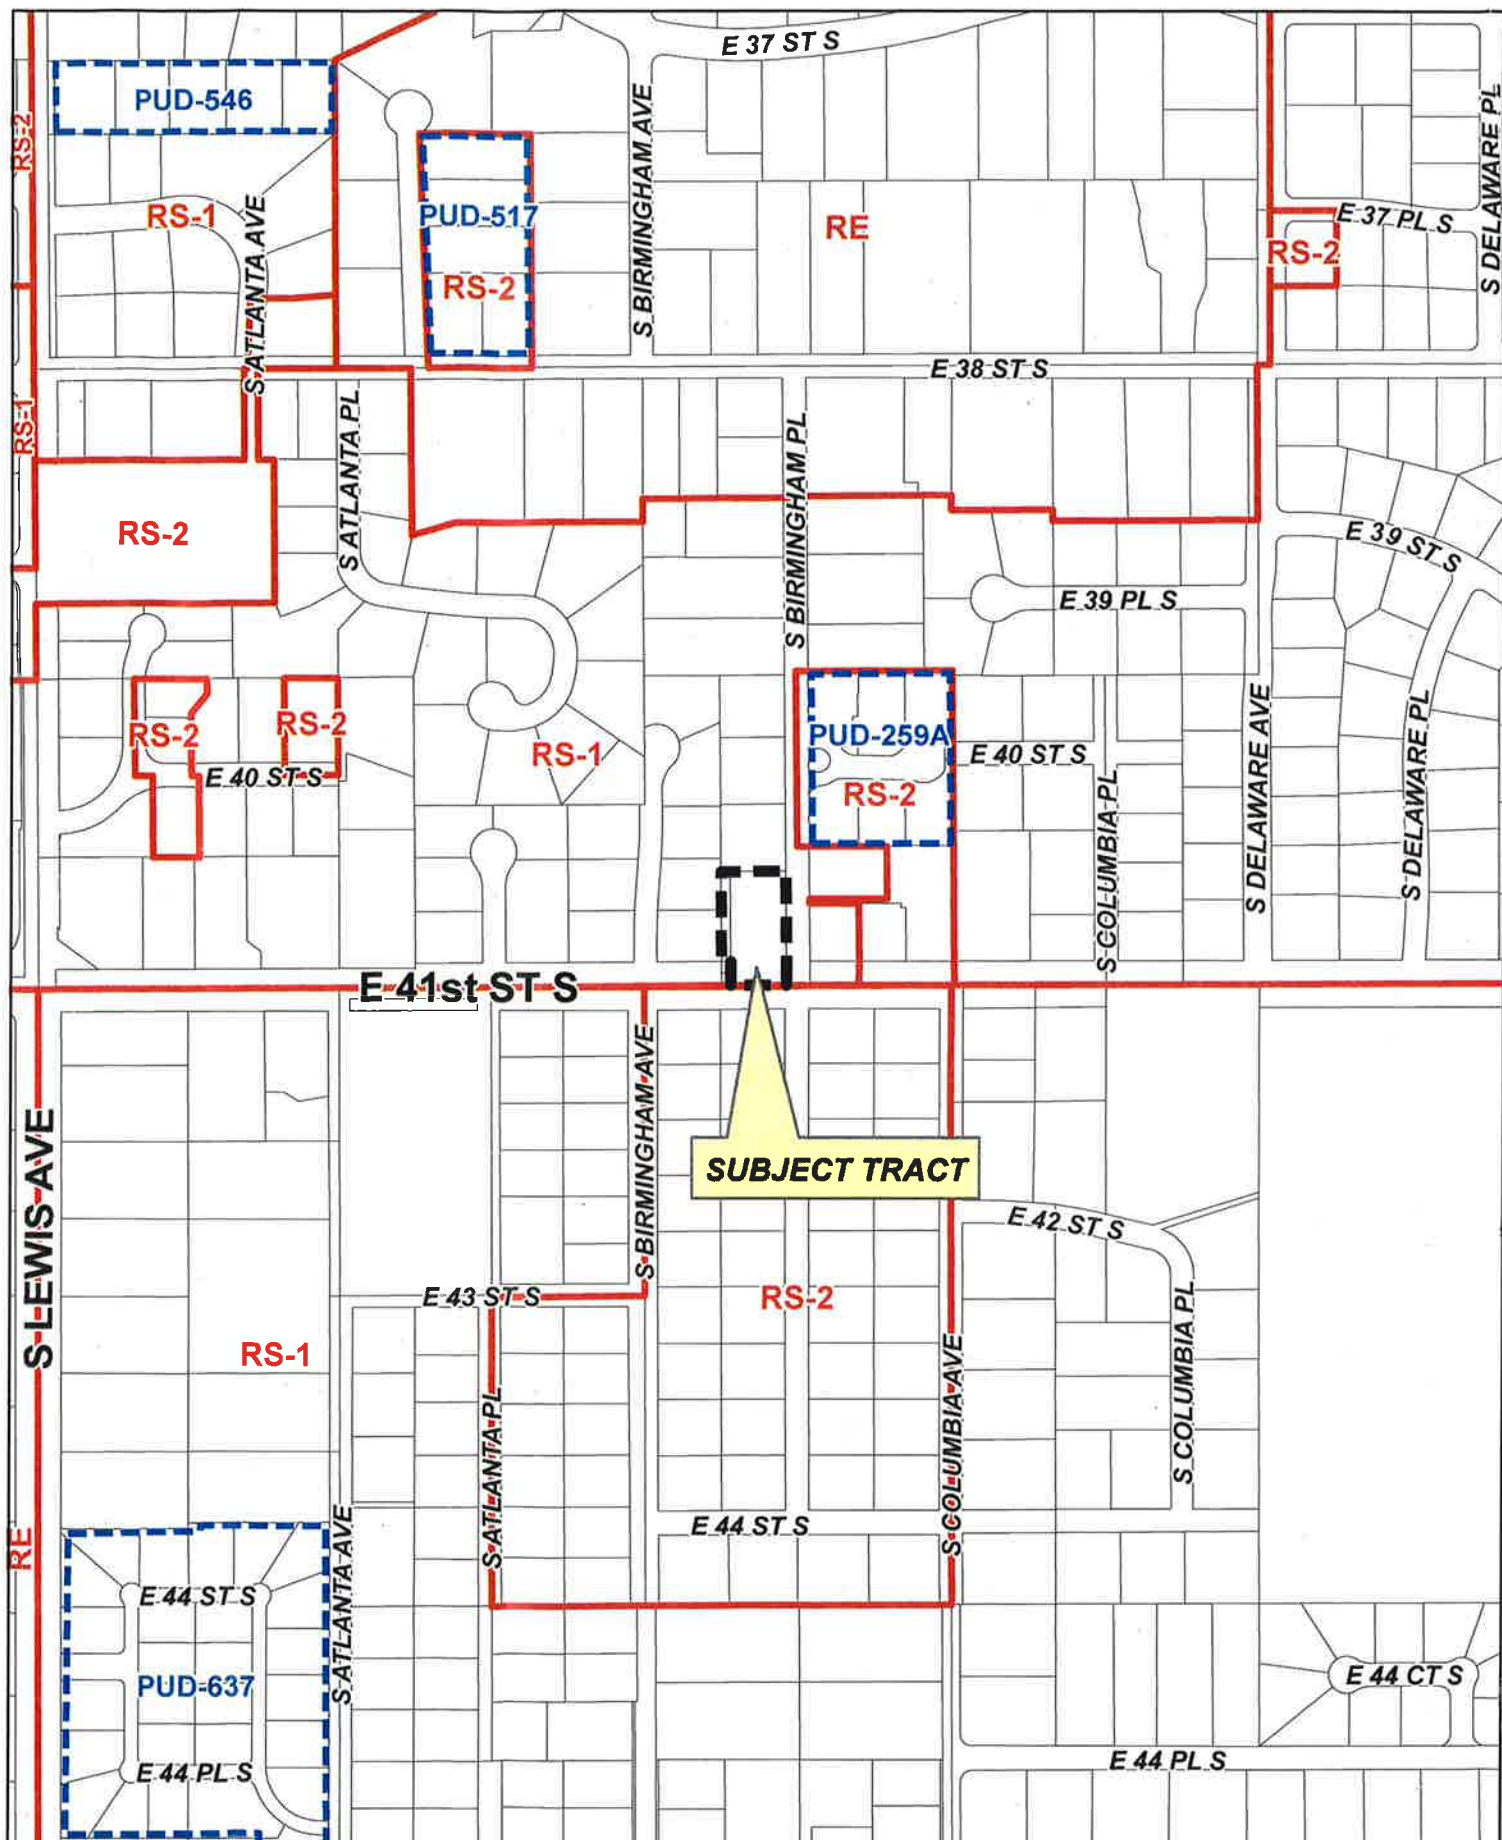 E 37 ST S
PUD-546
RS-2
S BIRMINGHAM AVE
S DELAWARE PL
RS-1
S ATLANTA AVE
PUD-517
RE
E 37 PL S
RS-2
RS-2
E 38 ST S
RS-1
S ATLANTA PL
S BIRMINGHAM PL
RS-2
E 39 ST S
E 39 PL S
RS-2
RS-2
E 40 ST S
RS-1
PUD-259A
RS-2
E 40 ST S
S COLUMBIA PL
S DELAWARE AVE
S DELAWARE PL
E 41st ST S
S BIRMINGHAM AVE
SUBJECT TRACT
S LEWIS AVE
E 42 ST S
E 43 ST S
RS-2
RS-1
S COLUMBIA PL
S ATLANTA PL
S COLUMBIA AVE
E 44 ST S
RE
S ATLANTA AVE
E 44 ST S
PUD-637
E 44 CT S
E 44 PL S
E 44 PL S